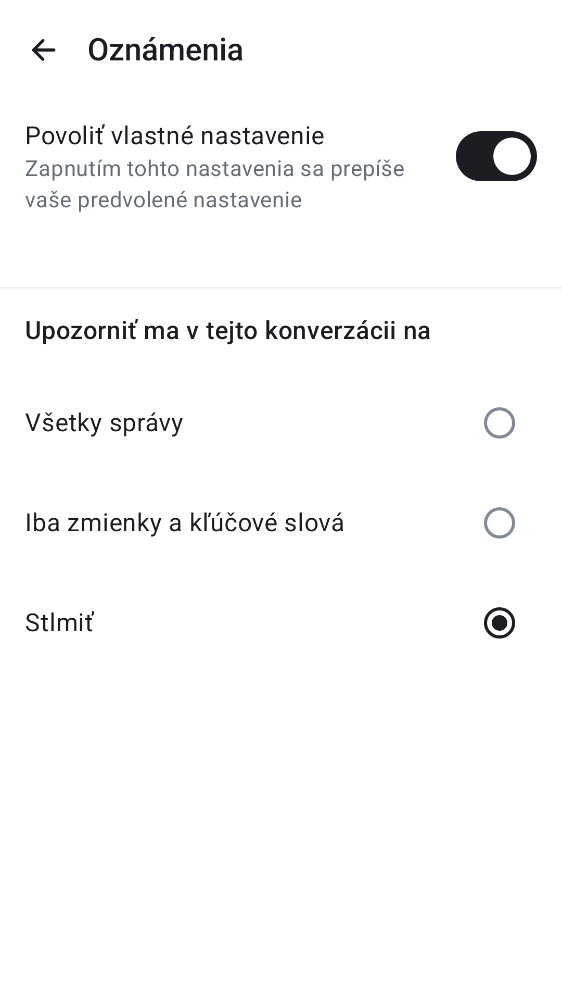 Oznámenia
Povoliť vlastné nastavenie
Zapnutím tohto nastavenia sa prepíše
vaše predvolené nastavenie
Upozorniť ma v tejto konverzácii na
Všetky správy
Iba zmienky a kľúčové slová
Stlmiť